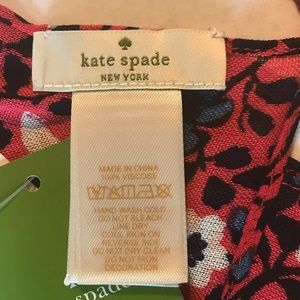 kate spade
NEW YORK
MADE IN CHINA
100% VISCOSE
HAND WASH COLD
DO NOT BLEACH
LINE DRY
COOL IRON ON
REVERSE SIDE
DO NOT DRY CLEAN
DO NOT IRON
DECORATION
spade